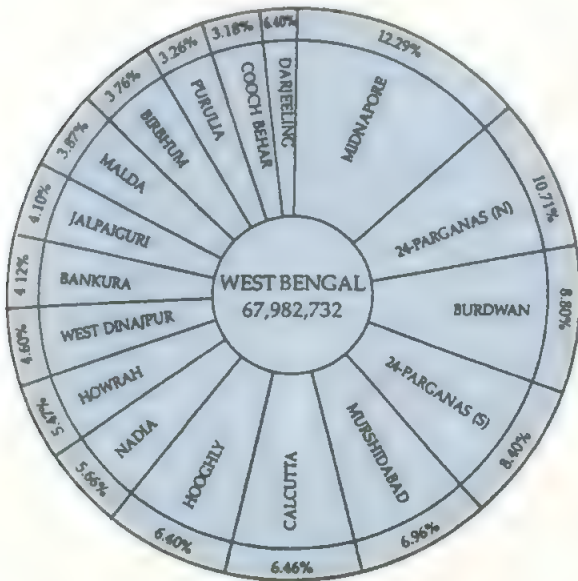 WEST BENGAL
67,982,732
MIDNAPORE
12.29%
24-PARGANAS (N)
10.71%
BURDWAN
8.80%
24-PARGANAS (S)
8.40%
MURSHIDABAD
6.96%
CALCUTTA
6.46%
HOOGHLY
6.40%
NADIA
5.66%
HOWRAH
5.47%
WEST DINAJPUR
4.60%
BANKURA
4 12%
JALPAIGURI
4.10%
MALDA
3.87%
BIRBHUM
3.76%
PURULIA
3.26%
COOCH BEHAR
3.18%
DARJEELING
6.40%